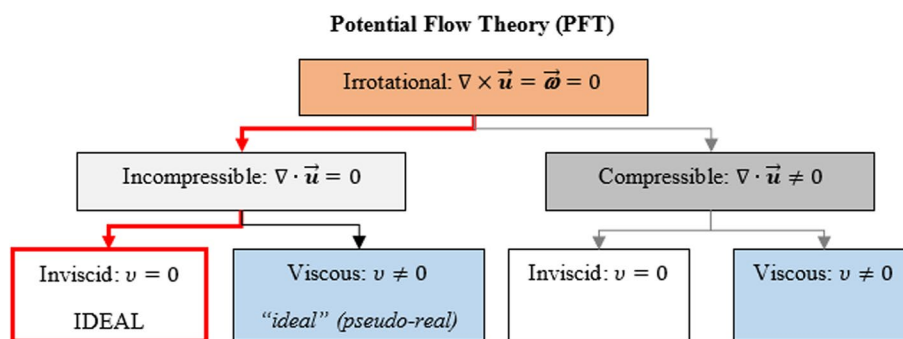 Potential Flow Theory (PFT)
Irrotational: ∇ × u⃗ = ω⃗ = 0
Incompressible: ∇ · u⃗ = 0
Compressible: ∇ · u⃗ ≠ 0
Inviscid: υ = 0
IDEAL
Viscous: υ ≠ 0
“ideal” (pseudo-real)
Inviscid: υ = 0
Viscous: υ ≠ 0